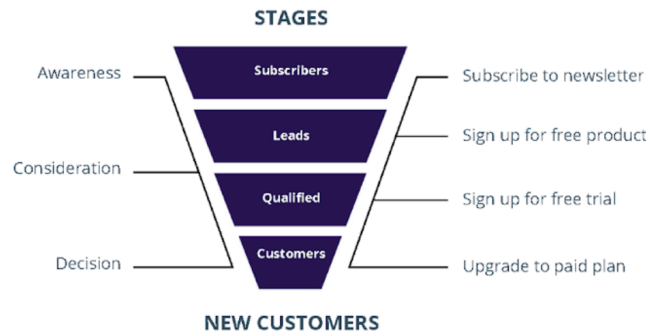 STAGES
Awareness
Consideration
Decision
Subscribers
Leads
Qualified
Customers
Subscribe to newsletter
Sign up for free product
Sign up for free trial
Upgrade to paid plan
NEW CUSTOMERS